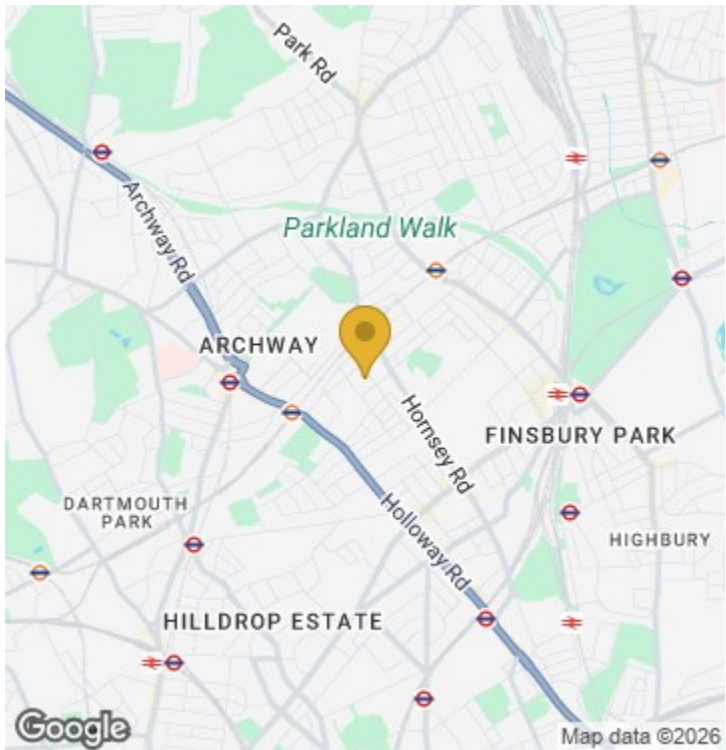 Park Rd
Archway Rd
Parkland Walk
ARCHWAY
Hornsey Rd
FINSBURY PARK
DARTMOUTH
PARK
Holloway Rd
HIGHBURY
HILLDROP ESTATE
Google
Map data ©2026